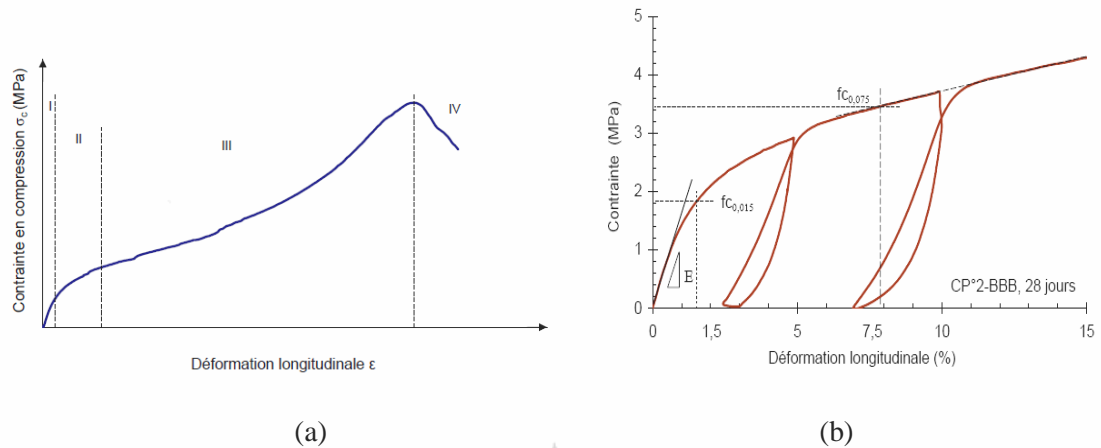 Contrainte en compression σc (MPa)
I
II
III
IV
Déformation longitudinale ε
(a)
Contrainte (MPa)
5
4
3
2
1
0
fc0,075
fc0,015
E
CP°2-BBB, 28 jours
0 1,5 5 7,5 10 15
Déformation longitudinale (%)
(b)